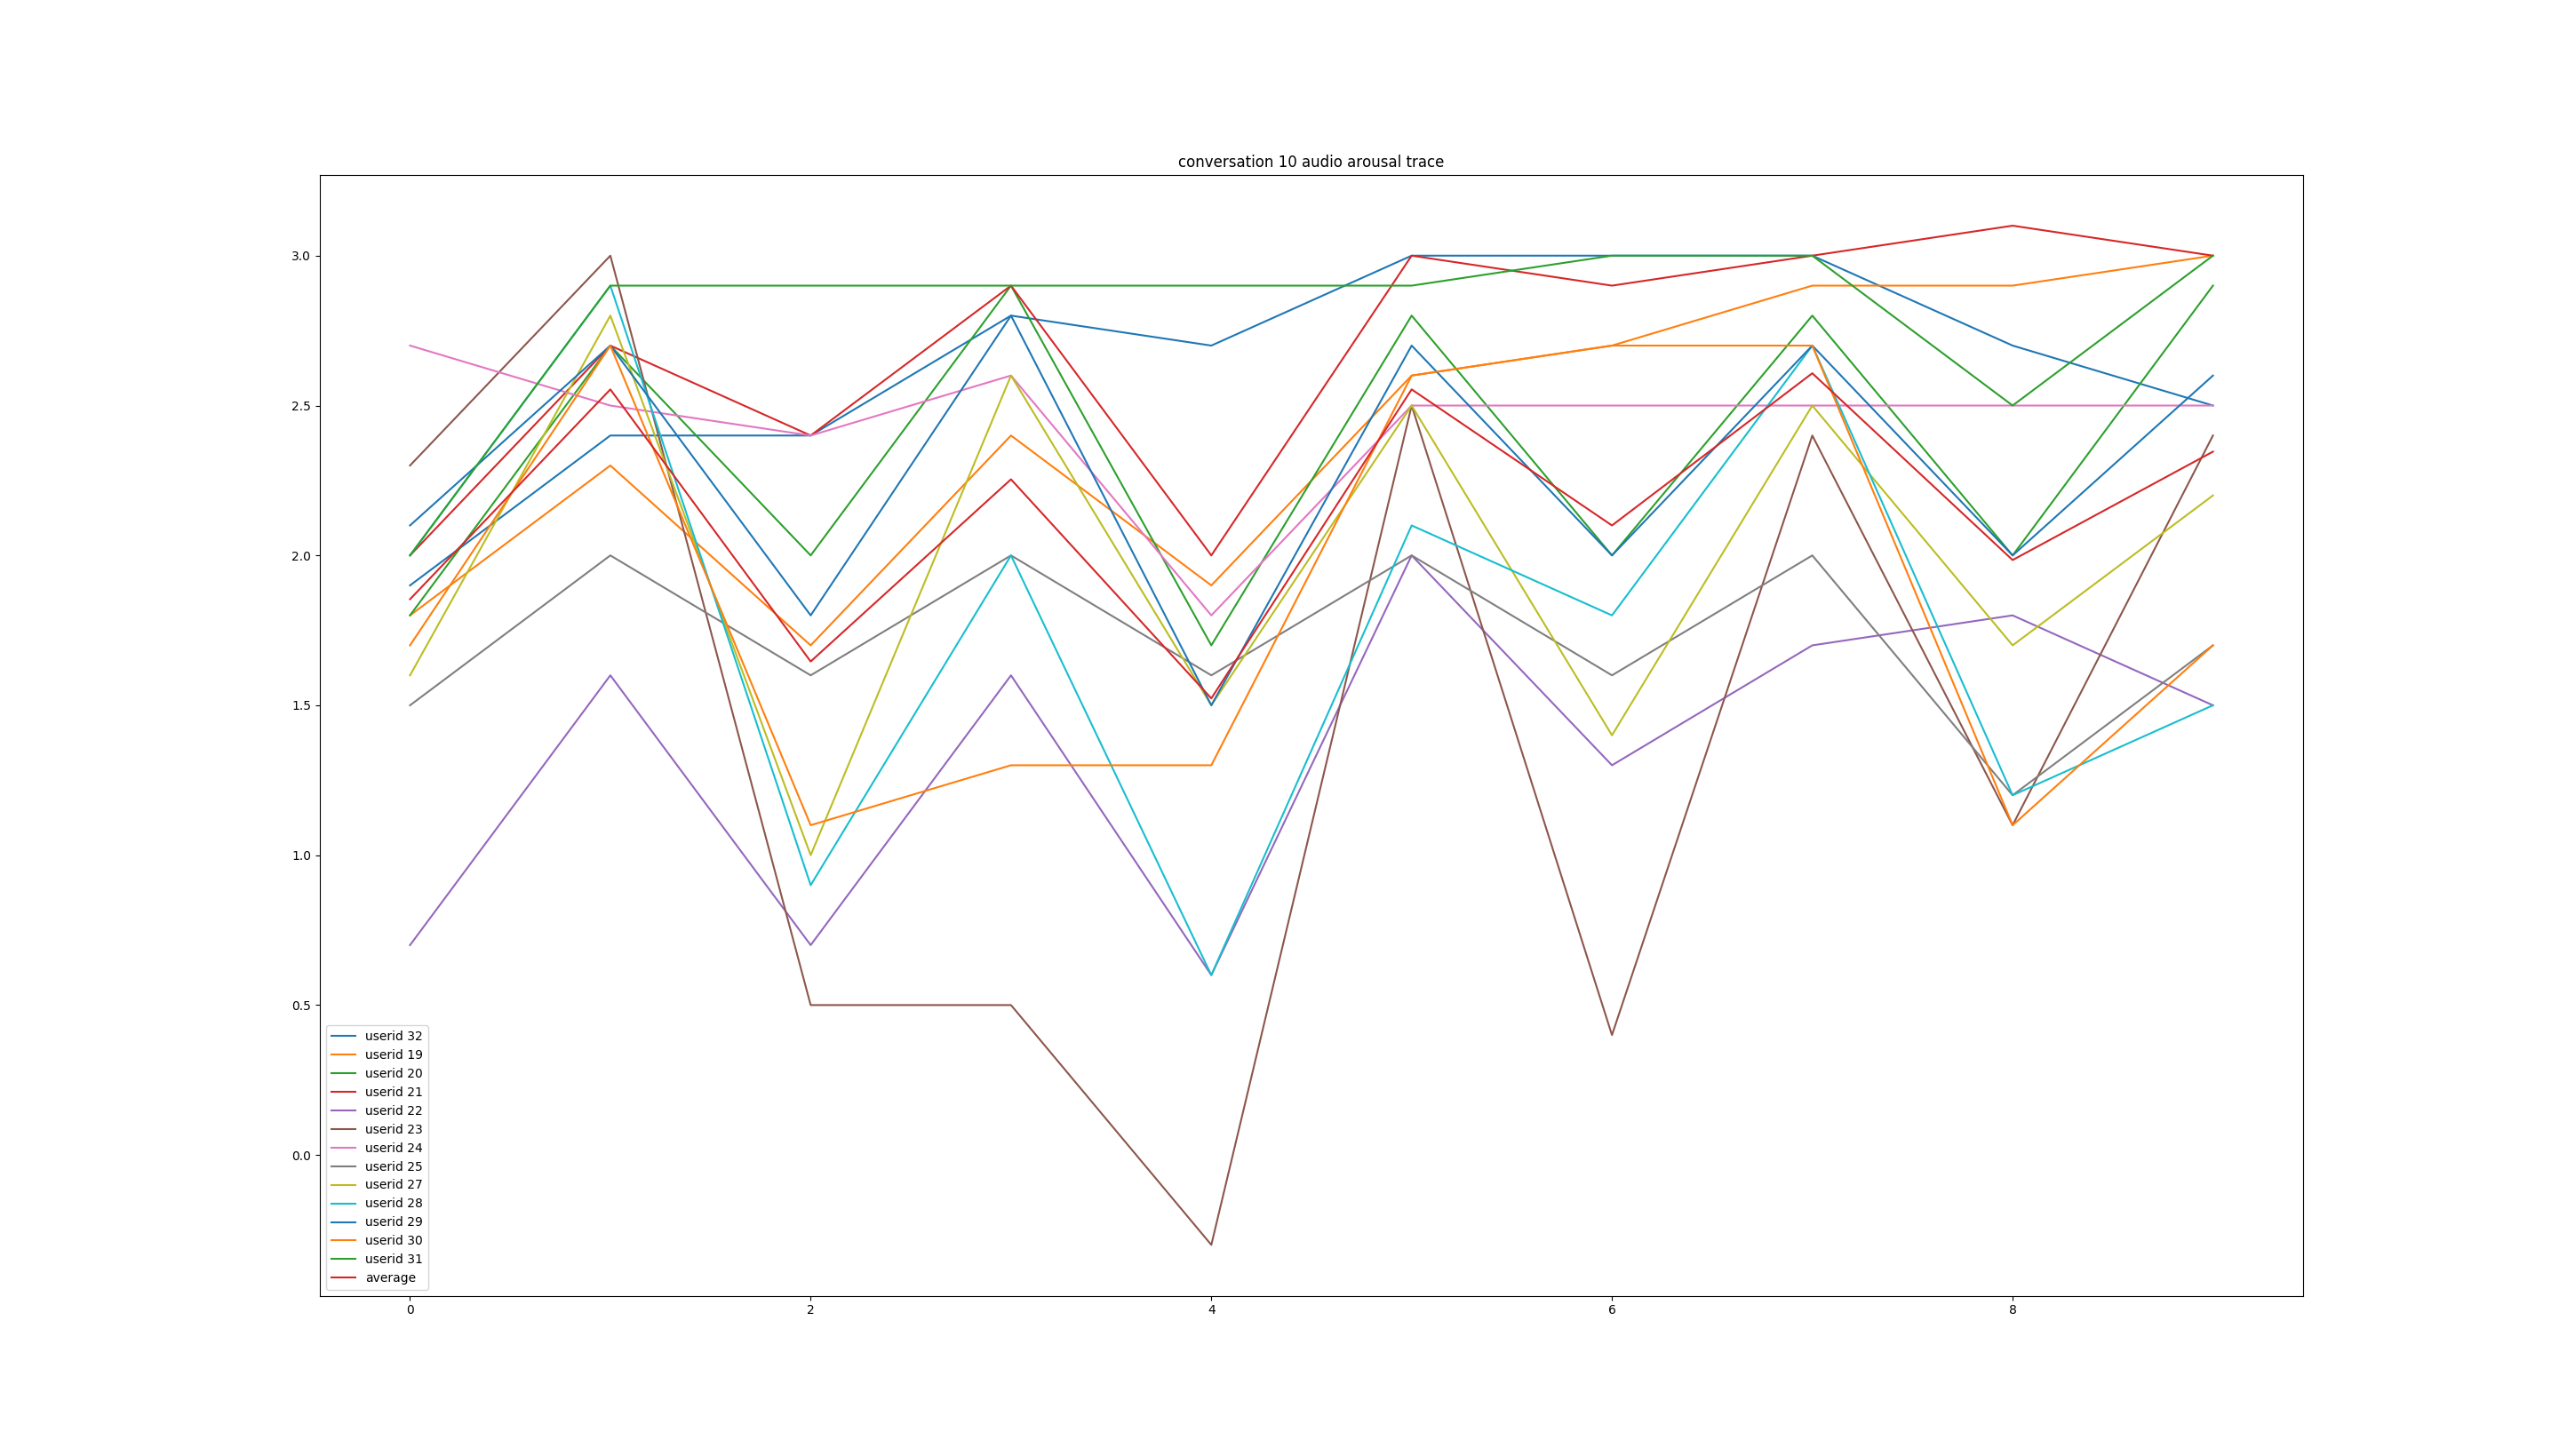 conversation 10 audio arousal trace
3.0
2.5
2.0
1.5
1.0
0.5
0.0
userid 32
userid 19
userid 20
userid 21
userid 22
userid 23
userid 24
userid 25
userid 27
userid 28
userid 29
userid 30
userid 31
average
0 2 4 6 8